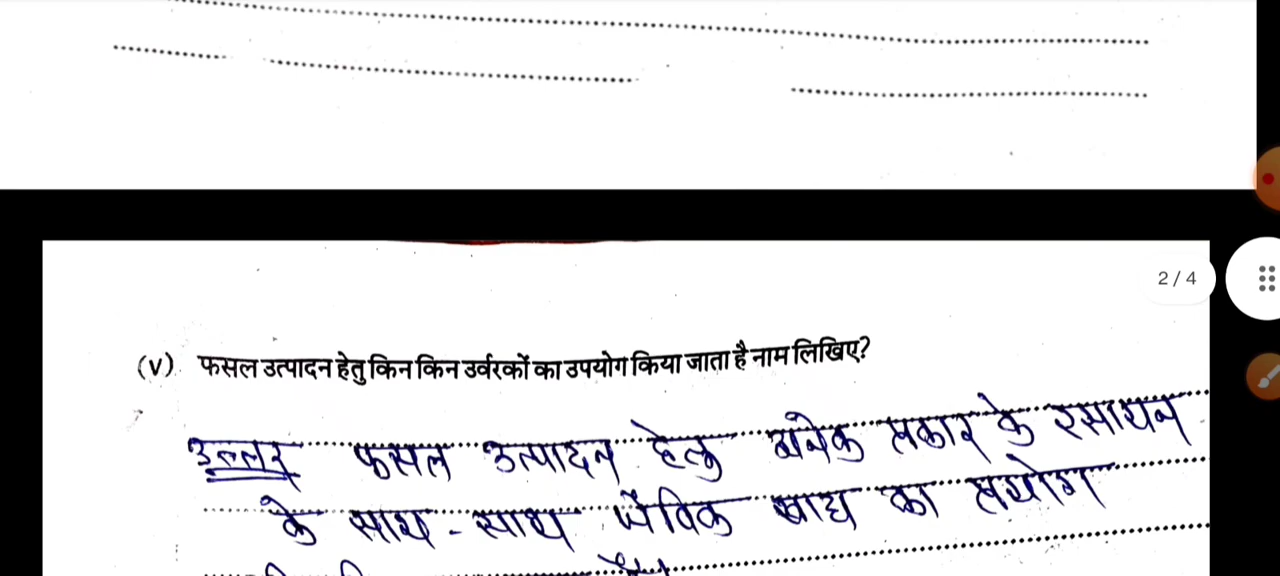 2 / 4
(v) फसल उत्पादन हेतु किन किन उर्वरकों का उपयोग किया जाता है नाम लिखिए?
उत्तर फसल उत्पादन हेतु अनेक प्रकार के रसायन
के साथ - साथ जैविक खाद्य का प्रयोग